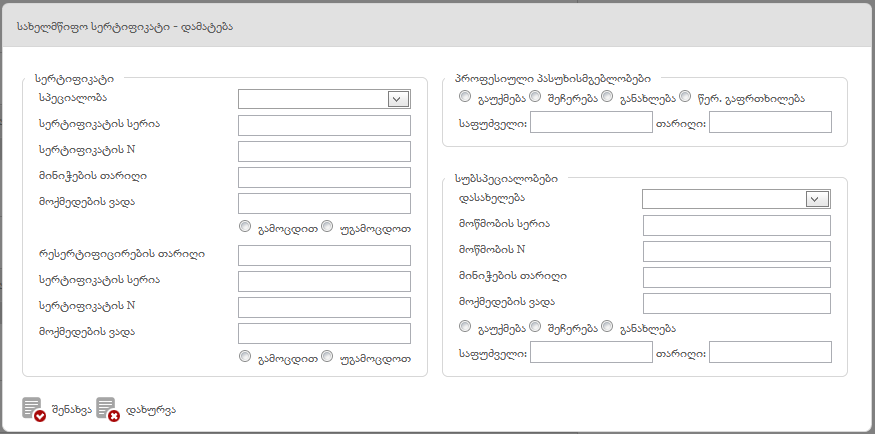 სახელმწიფო სერტიფიკატი - დამატება
სერტიფიკატი
სპეციალობა
სერტიფიკატის სერია
სერტიფიკატის N
მინიჭების თარიღი
მოქმედების ვადა
გამოცდით უგამოცდოთ
რესერტიფიცირების თარიღი
სერტიფიკატის სერია
სერტიფიკატის N
მოქმედების ვადა
გამოცდით უგამოცდოთ
პროფესიული პასუხისმგებლობები
გაუქმება შეჩერება განახლება წერ. გაფრთხილება
საფუძველი: თარიღი:
სუბსპეციალობები
დასახელება
მოწმობის სერია
მოწმობის N
მინიჭების თარიღი
მოქმედების ვადა
გაუქმება შეჩერება განახლება
საფუძველი: თარიღი:
შენახვა დახურვა